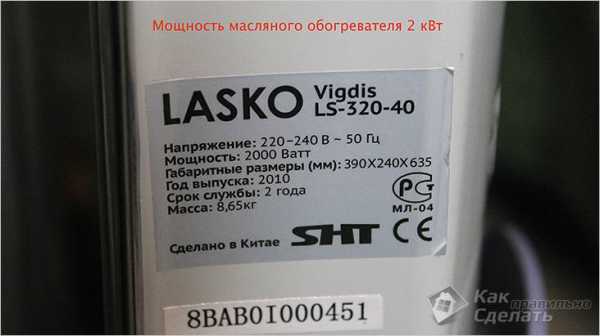 Мощность масляного обогревателя 2 кВт
LASKO Vigdis
LS-320-40
Напряжение: 220-240 В ~ 50 Гц
Мощность: 2000 Ватт
Габаритные размеры (мм): 390X240X635
Год выпуска: 2010
Срок службы: 2 года
Масса: 8,65кг
РСТ
МЛ-04
Сделано в Китае SHT CE
8BAB0I000451
Как правильно
Сделать